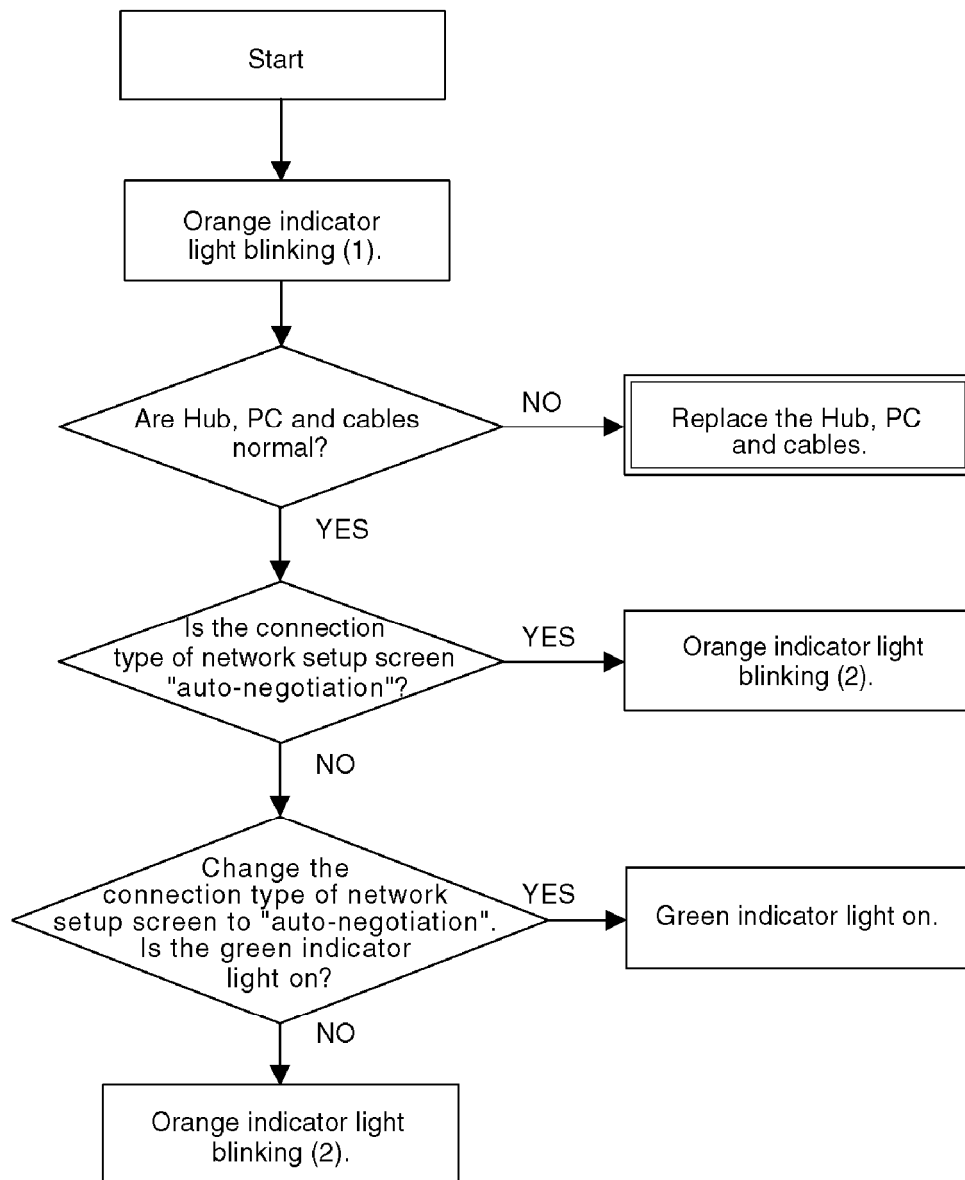 Start
Orange indicator
light blinking (1).
Are Hub, PC and cables
normal?
NO
Replace the Hub, PC
and cables.
YES
Is the connection
type of network setup screen
"auto-negotiation"?
YES
Orange indicator light
blinking (2).
NO
Change the
connection type of network
setup screen to "auto-negotiation".
Is the green indicator
light on?
YES
Green indicator light on.
NO
Orange indicator light
blinking (2).